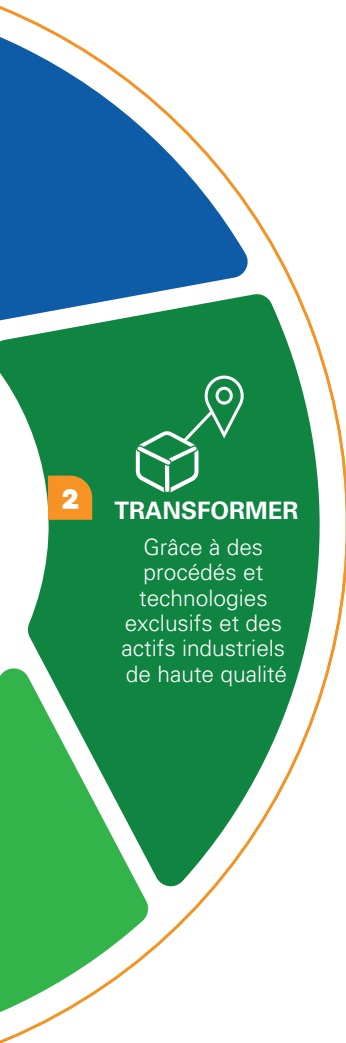 2
TRANSFORMER
Grâce à des
procédés et
technologies
exclusifs et des
actifs industriels
de haute qualité